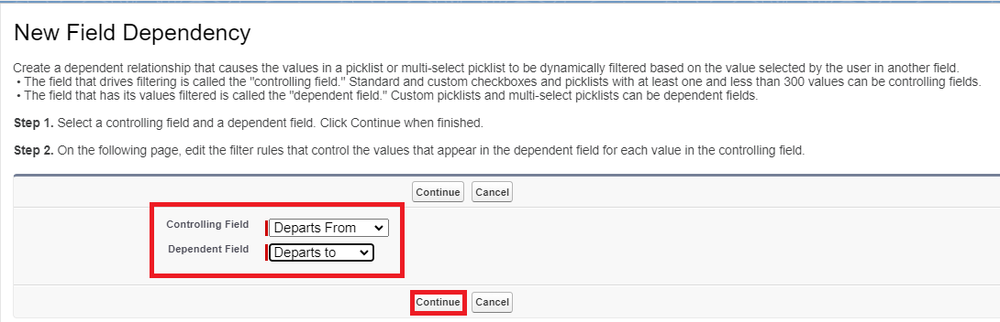 New Field Dependency
Create a dependent relationship that causes the values in a picklist or multi-select picklist to be dynamically filtered based on the value selected by the user in another field.
• The field that drives filtering is called the "controlling field." Standard and custom checkboxes and picklists with at least one and less than 300 values can be controlling fields.
• The field that has its values filtered is called the "dependent field." Custom picklists and multi-select picklists can be dependent fields.
Step 1. Select a controlling field and a dependent field. Click Continue when finished.
Step 2. On the following page, edit the filter rules that control the values that appear in the dependent field for each value in the controlling field.
Continue Cancel
Controlling Field Departs From
Dependent Field Departs to
Continue Cancel